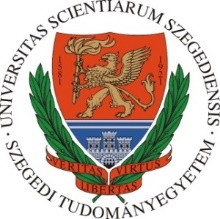 · UNIVERSITAS SCIENTIARUM SZEGEDIENSIS ·
SZEGEDI TUDOMÁNYEGYETEM
1581 1921
VERITAS VIRTUS
LIBERTAS